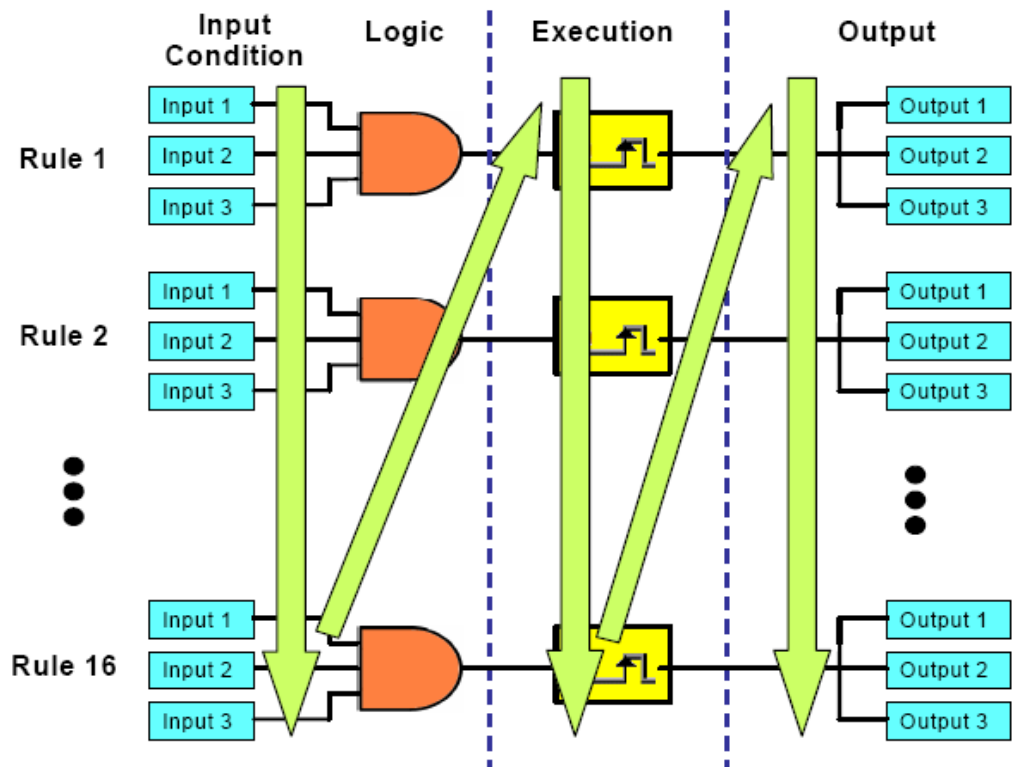 Input Condition
Logic
Execution
Output
Rule 1
Input 1
Input 2
Input 3
Output 1
Output 2
Output 3
Rule 2
Input 1
Input 2
Input 3
Output 1
Output 2
Output 3
Rule 16
Input 1
Input 2
Input 3
Output 1
Output 2
Output 3